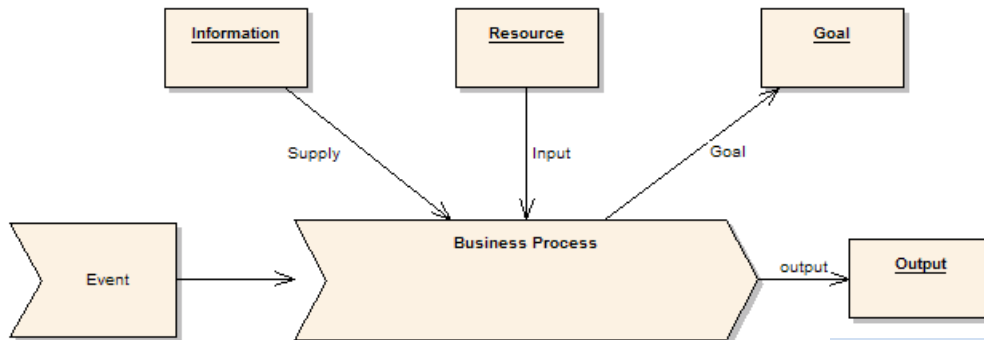 Information
Resource
Goal
Supply
Input
Goal
Business Process
Event
output
Output